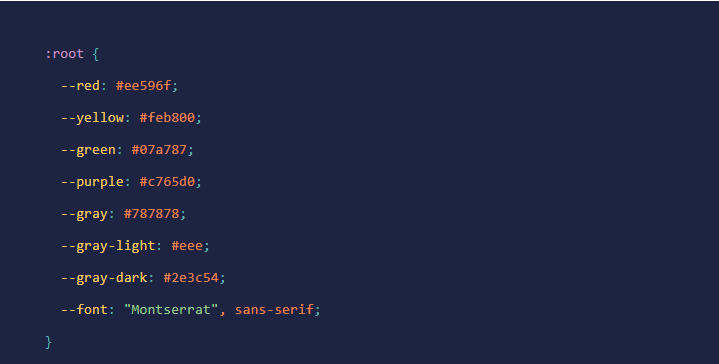 :root {
--red: #ee596f;
--yellow: #feb800;
--green: #07a787;
--purple: #c765d0;
--gray: #787878;
--gray-light: #eee;
--gray-dark: #2e3c54;
--font: "Montserrat", sans-serif;
}